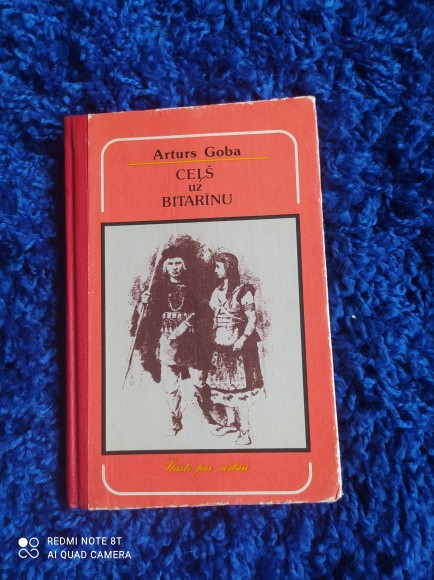 Arturs Goba
CEĻŠ
uz
BITARĪNU
Stāsti par vēsturi
REDMI NOTE 8T
AI QUAD CAMERA